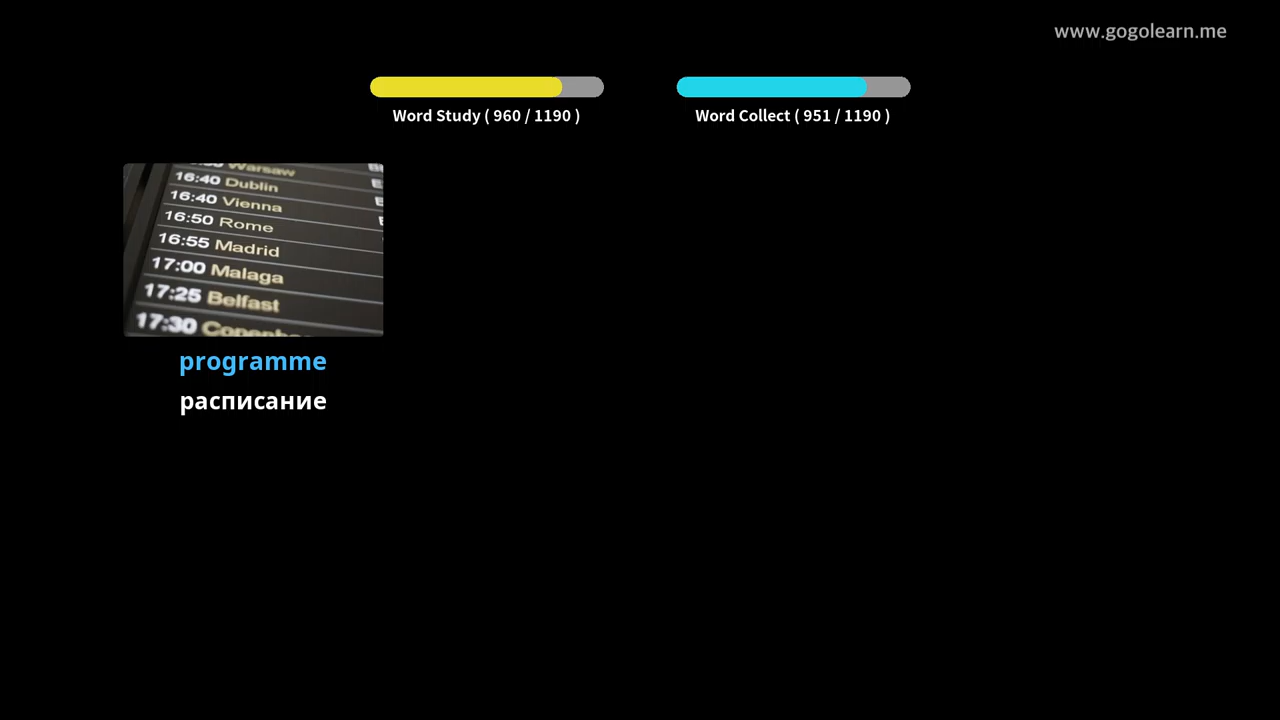 www.gogolearn.me
Word Study ( 960 / 1190 )
Word Collect ( 951 / 1190 )
Warsaw
16:40 Dublin
16:40 Vienna
16:50 Rome
16:55 Madrid
17:00 Malaga
17:25 Belfast
17:30
programme
расписание